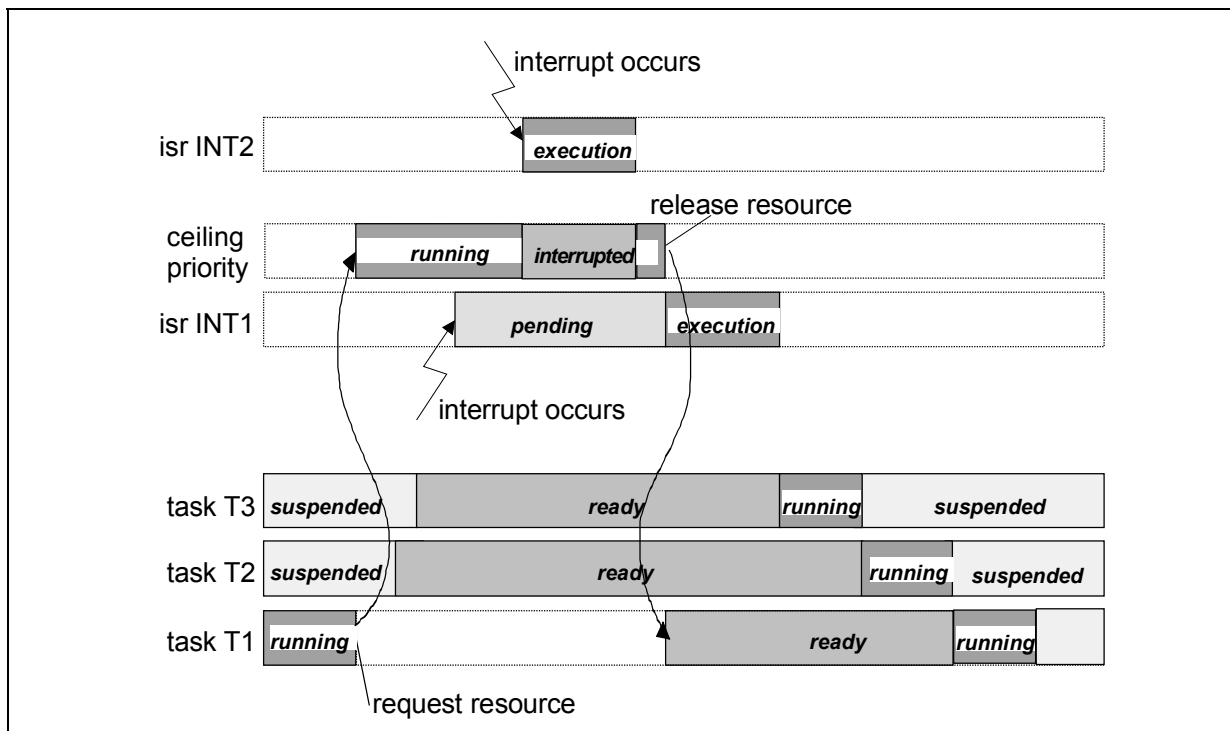 interrupt occurs
isr INT2
execution
release resource
ceiling
priority
running
interrupted
isr INT1
pending
execution
interrupt occurs
task T3
suspended
ready
running
suspended
task T2
suspended
ready
running
suspended
task T1
running
ready
running
request resource